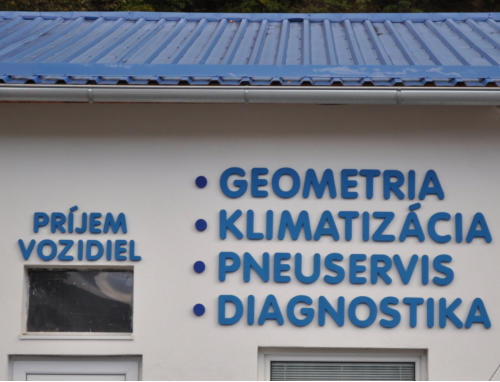 PRÍJEM
VOZIDIEL
• GEOMETRIA
• KLIMATIZÁCIA
• PNEUSERVIS
• DIAGNOSTIKA